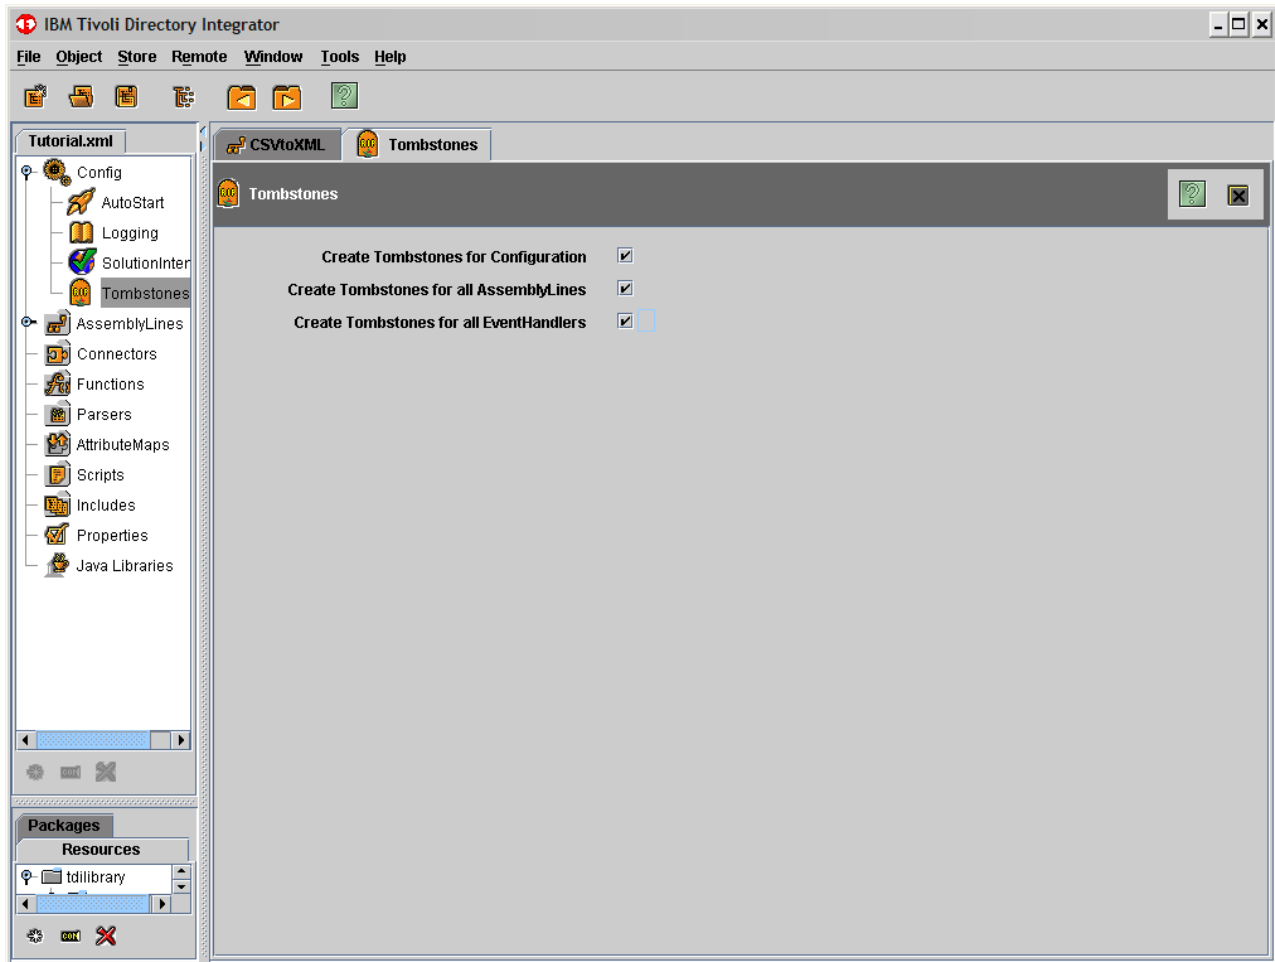 IBM Tivoli Directory Integrator
File Object Store Remote Window Tools Help
Tutorial.xml
CSVtoXML Tombstones
Config
AutoStart
Logging
SolutionInter
Tombstones
AssemblyLines
Connectors
Functions
Parsers
AttributeMaps
Scripts
Includes
Properties
Java Libraries
Tombstones
Create Tombstones for Configuration
Create Tombstones for all AssemblyLines
Create Tombstones for all EventHandlers
Packages
Resources
tdilibrary